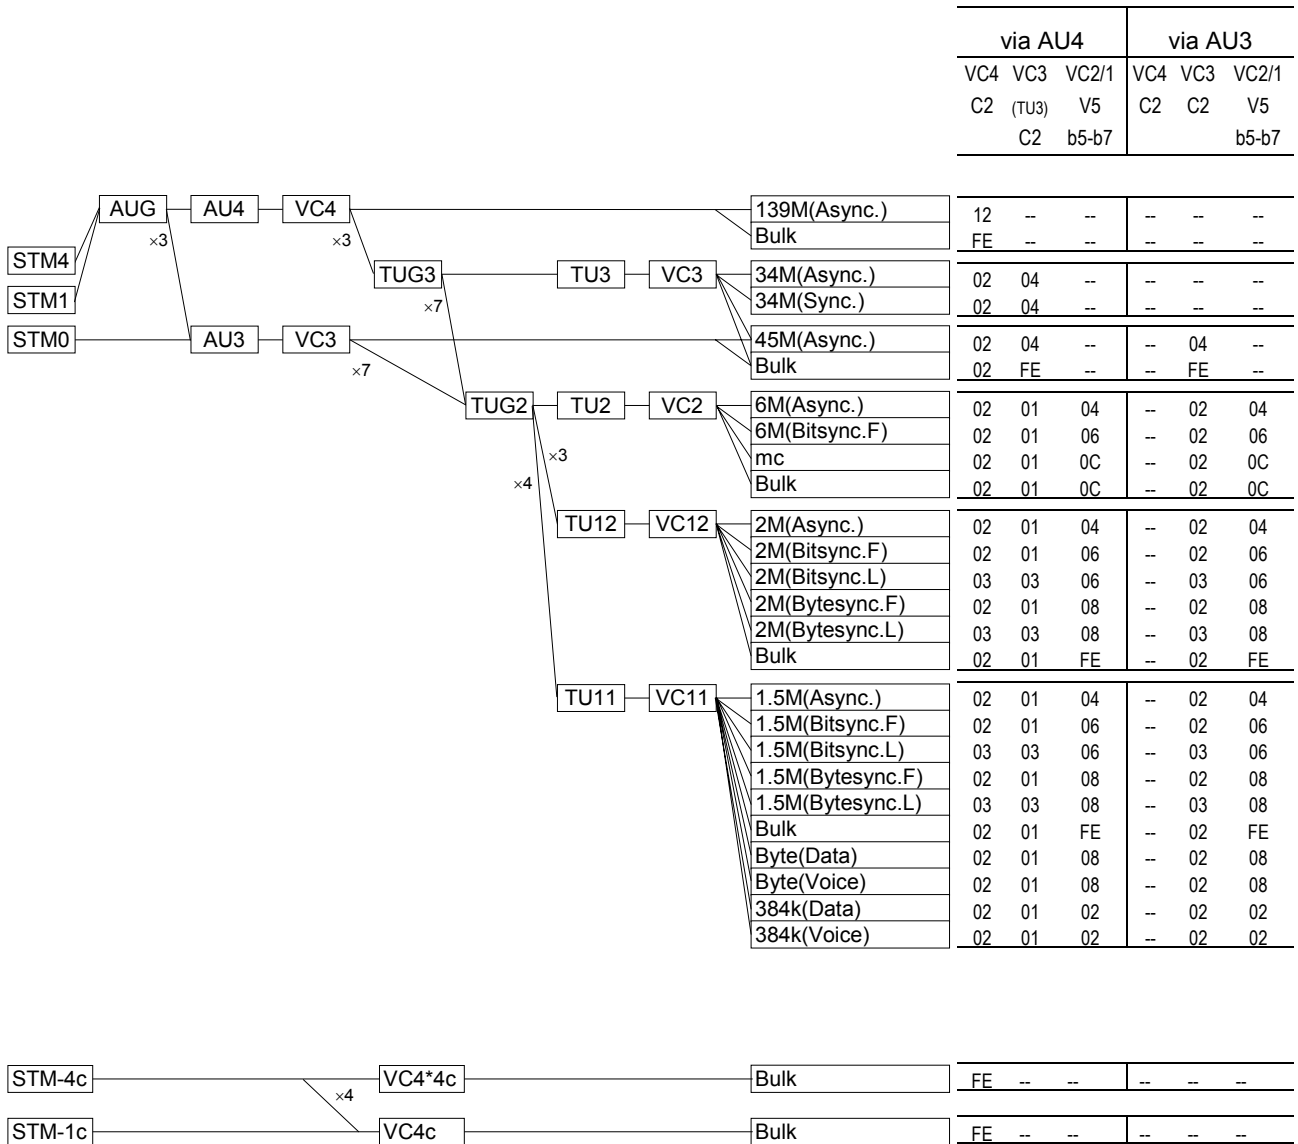 via AU4 via AU3
VC4 VC3 VC2/1 VC4 VC3 VC2/1
C2 (TU3) V5 C2 C2 V5
C2 b5-b7 b5-b7
AUG AU4 VC4 139M(Async.) 12 -- -- -- -- --
×3 ×3 Bulk FE -- -- -- -- --
STM4 TUG3 TU3 VC3 34M(Async.) 02 04 -- -- -- --
STM1 ×7 34M(Sync.) 02 04 -- -- -- --
STM0 AU3 VC3 45M(Async.) 02 04 -- -- 04 --
×7 Bulk 02 FE -- -- FE --
TUG2 TU2 VC2 6M(Async.) 02 01 04 -- 02 04
6M(Bitsync.F) 02 01 06 -- 02 06
×3 mc 02 01 0C -- 02 0C
×4 Bulk 02 01 0C -- 02 0C
TU12 VC12 2M(Async.) 02 01 04 -- 02 04
2M(Bitsync.F) 02 01 06 -- 02 06
2M(Bitsync.L) 03 03 06 -- 03 06
2M(Bytesync.F) 02 01 08 -- 02 08
2M(Bytesync.L) 03 03 08 -- 03 08
Bulk 02 01 FE -- 02 FE
TU11 VC11 1.5M(Async.) 02 01 04 -- 02 04
1.5M(Bitsync.F) 02 01 06 -- 02 06
1.5M(Bitsync.L) 03 03 06 -- 03 06
1.5M(Bytesync.F) 02 01 08 -- 02 08
1.5M(Bytesync.L) 03 03 08 -- 03 08
Bulk 02 01 FE -- 02 FE
Byte(Data) 02 01 08 -- 02 08
Byte(Voice) 02 01 08 -- 02 08
384k(Data) 02 01 02 -- 02 02
384k(Voice) 02 01 02 -- 02 02
STM-4c VC4*4c Bulk FE -- -- -- -- --
×4
STM-1c VC4c Bulk FE -- -- -- -- --